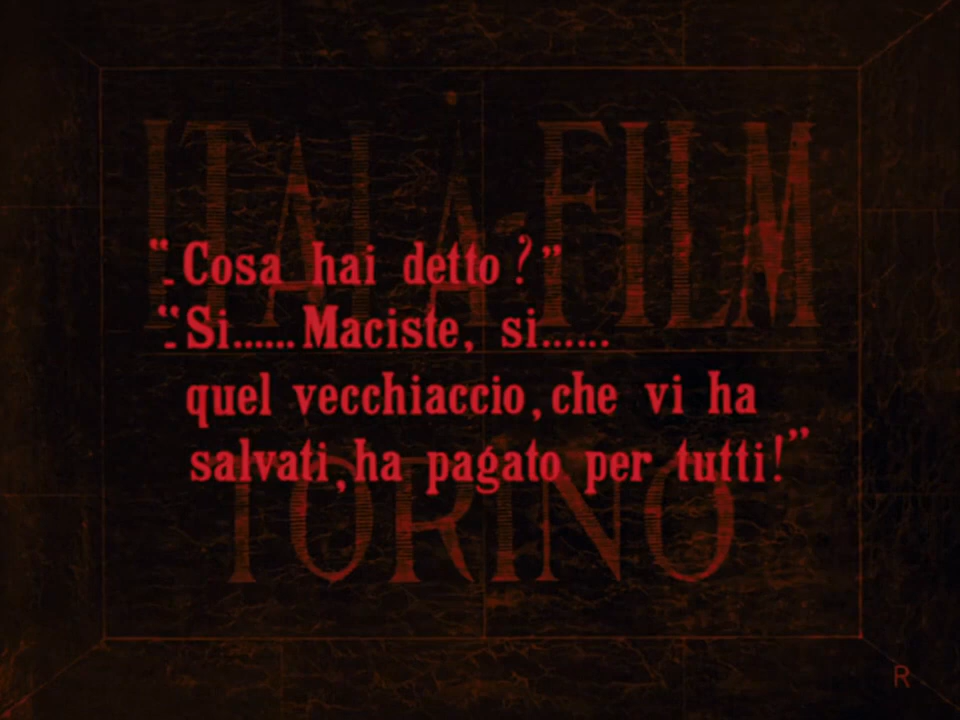 ITALA-FILM
"-Cosa hai detto?"
"-Si......Maciste, si......
quel vecchiaccio,che vi ha
salvati,ha pagato per tutti!"
TORINO
R